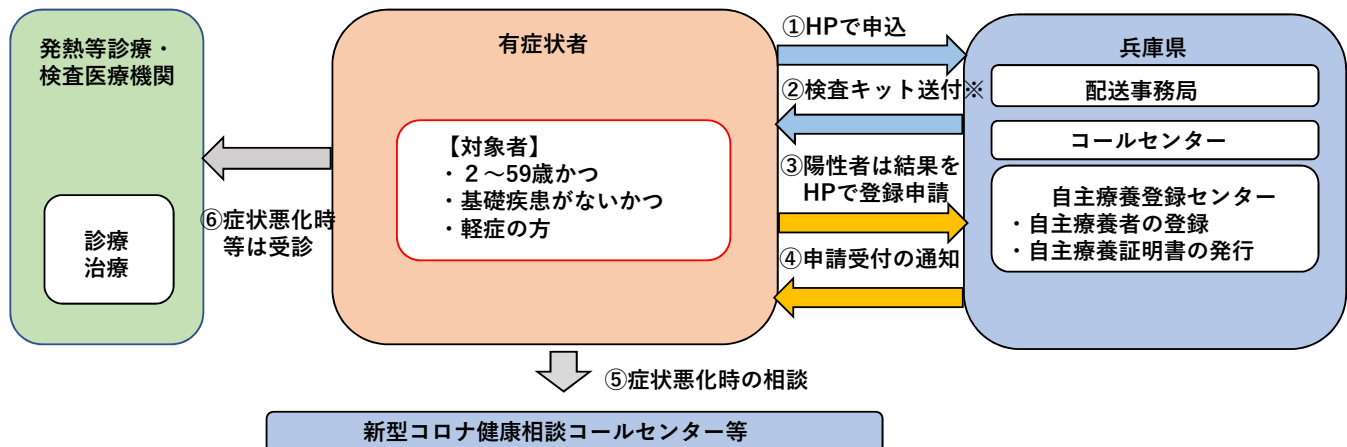 発熱等診療・
検査医療機関
診療
治療
⑥症状悪化時
等は受診
有症状者
【対象者】
・２～59歳かつ
・基礎疾患がないかつ
・軽症の方
①HPで申込
②検査キット送付※
③陽性者は結果を
HPで登録申請
④申請受付の通知
兵庫県
配送事務局
コールセンター
自主療養登録センター
・自主療養者の登録
・自主療養証明書の発行
⑤症状悪化時の相談
新型コロナ健康相談コールセンター等